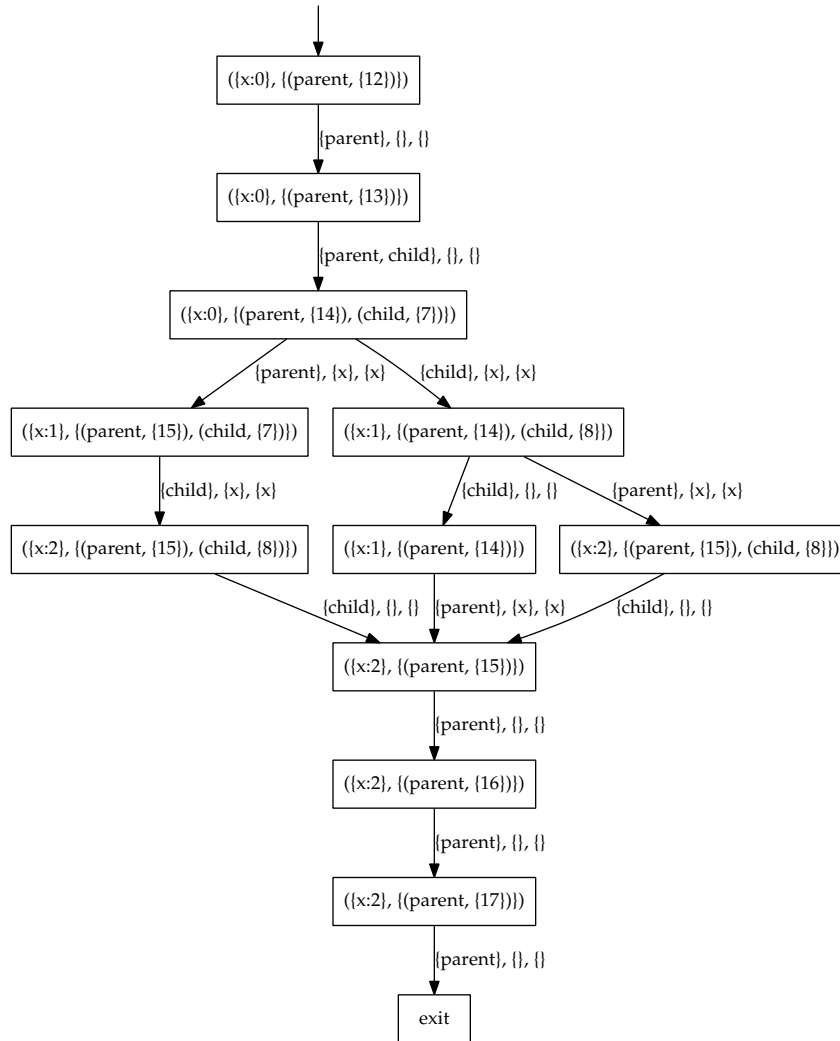 ({x:0}, {(parent, {12})})
{parent}, {}, {}
({x:0}, {(parent, {13})})
{parent, child}, {}, {}
({x:0}, {(parent, {14}), (child, {7})})
{parent}, {x}, {x}
{child}, {x}, {x}
({x:1}, {(parent, {15}), (child, {7})})
({x:1}, {(parent, {14}), (child, {8}})
{child}, {x}, {x}
{child}, {}, {}
{parent}, {x}, {x}
({x:2}, {(parent, {15}), (child, {8})})
({x:1}, {(parent, {14})})
({x:2}, {(parent, {15}), (child, {8}})
{child}, {}, {}
{parent}, {x}, {x}
{child}, {}, {}
({x:2}, {(parent, {15})})
{parent}, {}, {}
({x:2}, {(parent, {16})})
{parent}, {}, {}
({x:2}, {(parent, {17})})
{parent}, {}, {}
exit